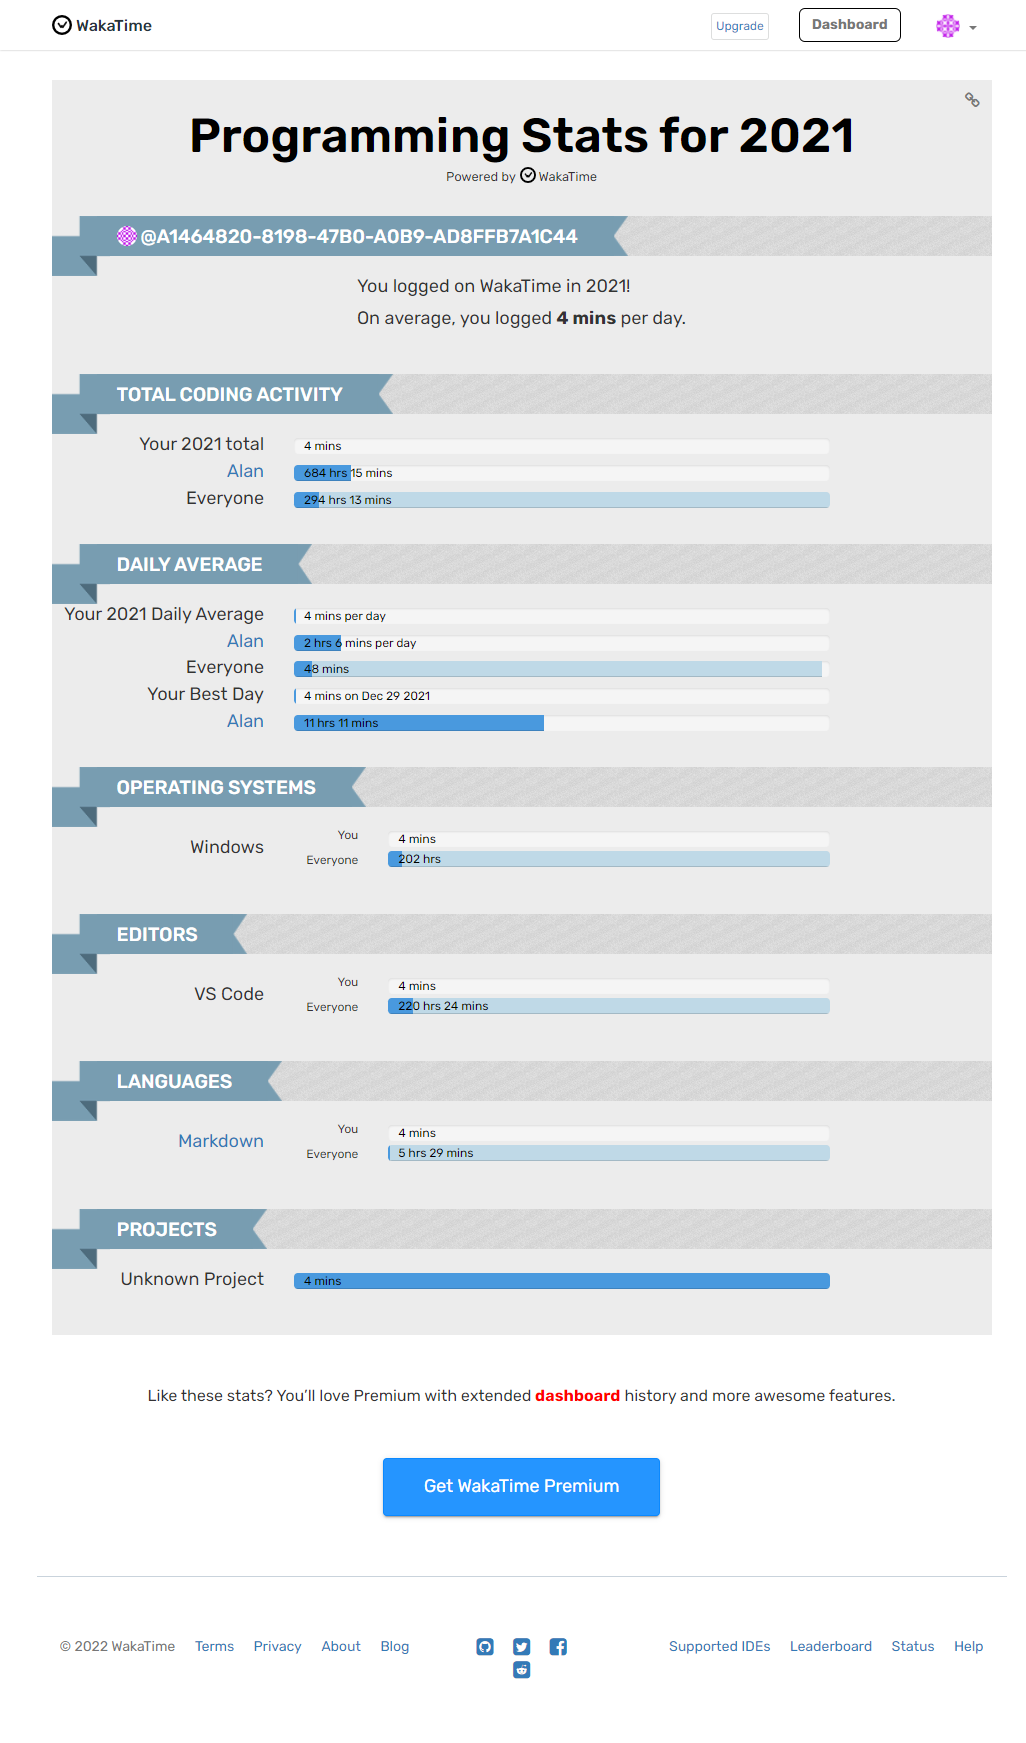 WakaTime
Upgrade
Dashboard
Programming Stats for 2021
Powered by WakaTime
@A1464820-8198-47B0-A0B9-AD8FFB7A1C44
You logged on WakaTime in 2021!
On average, you logged 4 mins per day.
TOTAL CODING ACTIVITY
Your 2021 total 4 mins
Alan 684 hrs 15 mins
Everyone 294 hrs 13 mins
DAILY AVERAGE
Your 2021 Daily Average 4 mins per day
Alan 2 hrs 6 mins per day
Everyone 48 mins
Your Best Day 4 mins on Dec 29 2021
Alan 11 hrs 11 mins
OPERATING SYSTEMS
Windows
You 4 mins
Everyone 202 hrs
EDITORS
VS Code
You 4 mins
Everyone 220 hrs 24 mins
LANGUAGES
Markdown
You 4 mins
Everyone 5 hrs 29 mins
PROJECTS
Unknown Project 4 mins
Like these stats? You'll love Premium with extended dashboard history and more awesome features.
Get WakaTime Premium
© 2022 WakaTime Terms Privacy About Blog
Supported IDEs Leaderboard Status Help